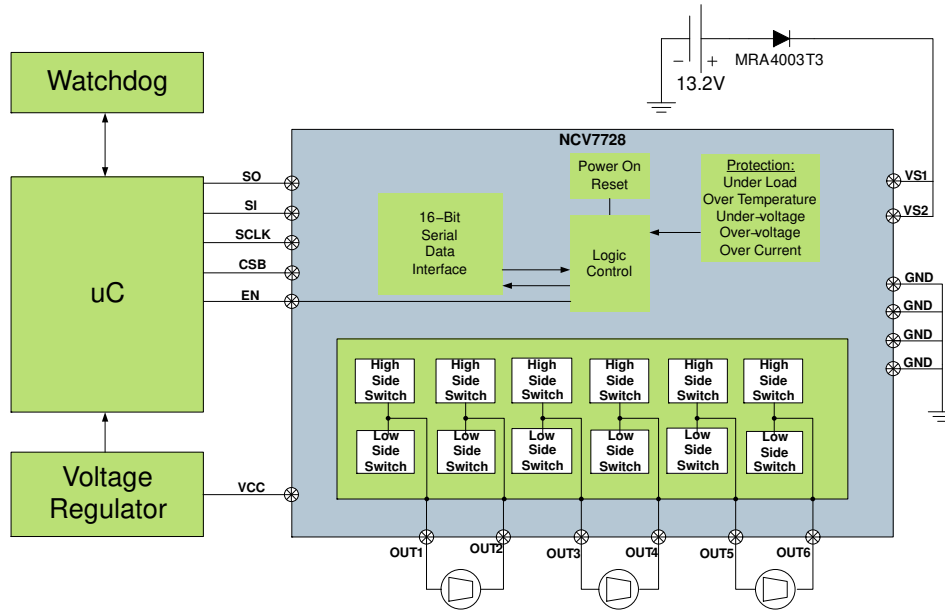 Watchdog
− +
MRA4003T3
13.2V
NCV7728
SO
SI
SCLK
CSB
EN
uC
16−Bit
Serial
Data
Interface
Power On
Reset
Logic
Control
Protection:
Under Load
Over Temperature
Under−voltage
Over−voltage
Over Current
VS1
VS2
GND
GND
GND
GND
High
Side
Switch
High
Side
Switch
High
Side
Switch
High
Side
Switch
High
Side
Switch
High
Side
Switch
Low
Side
Switch
Low
Side
Switch
Low
Side
Switch
Low
Side
Switch
Low
Side
Switch
Low
Side
Switch
Voltage
Regulator
VCC
OUT1
OUT2
OUT3
OUT4
OUT5
OUT6